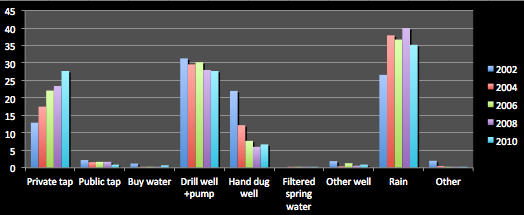 45
40
35
30
25
20
15
10
5
0
Private tap
Public tap
Buy water
Drill well
+pump
Hand dug
well
Filtered
spring
water
Other well
Rain
Other
2002
2004
2006
2008
2010